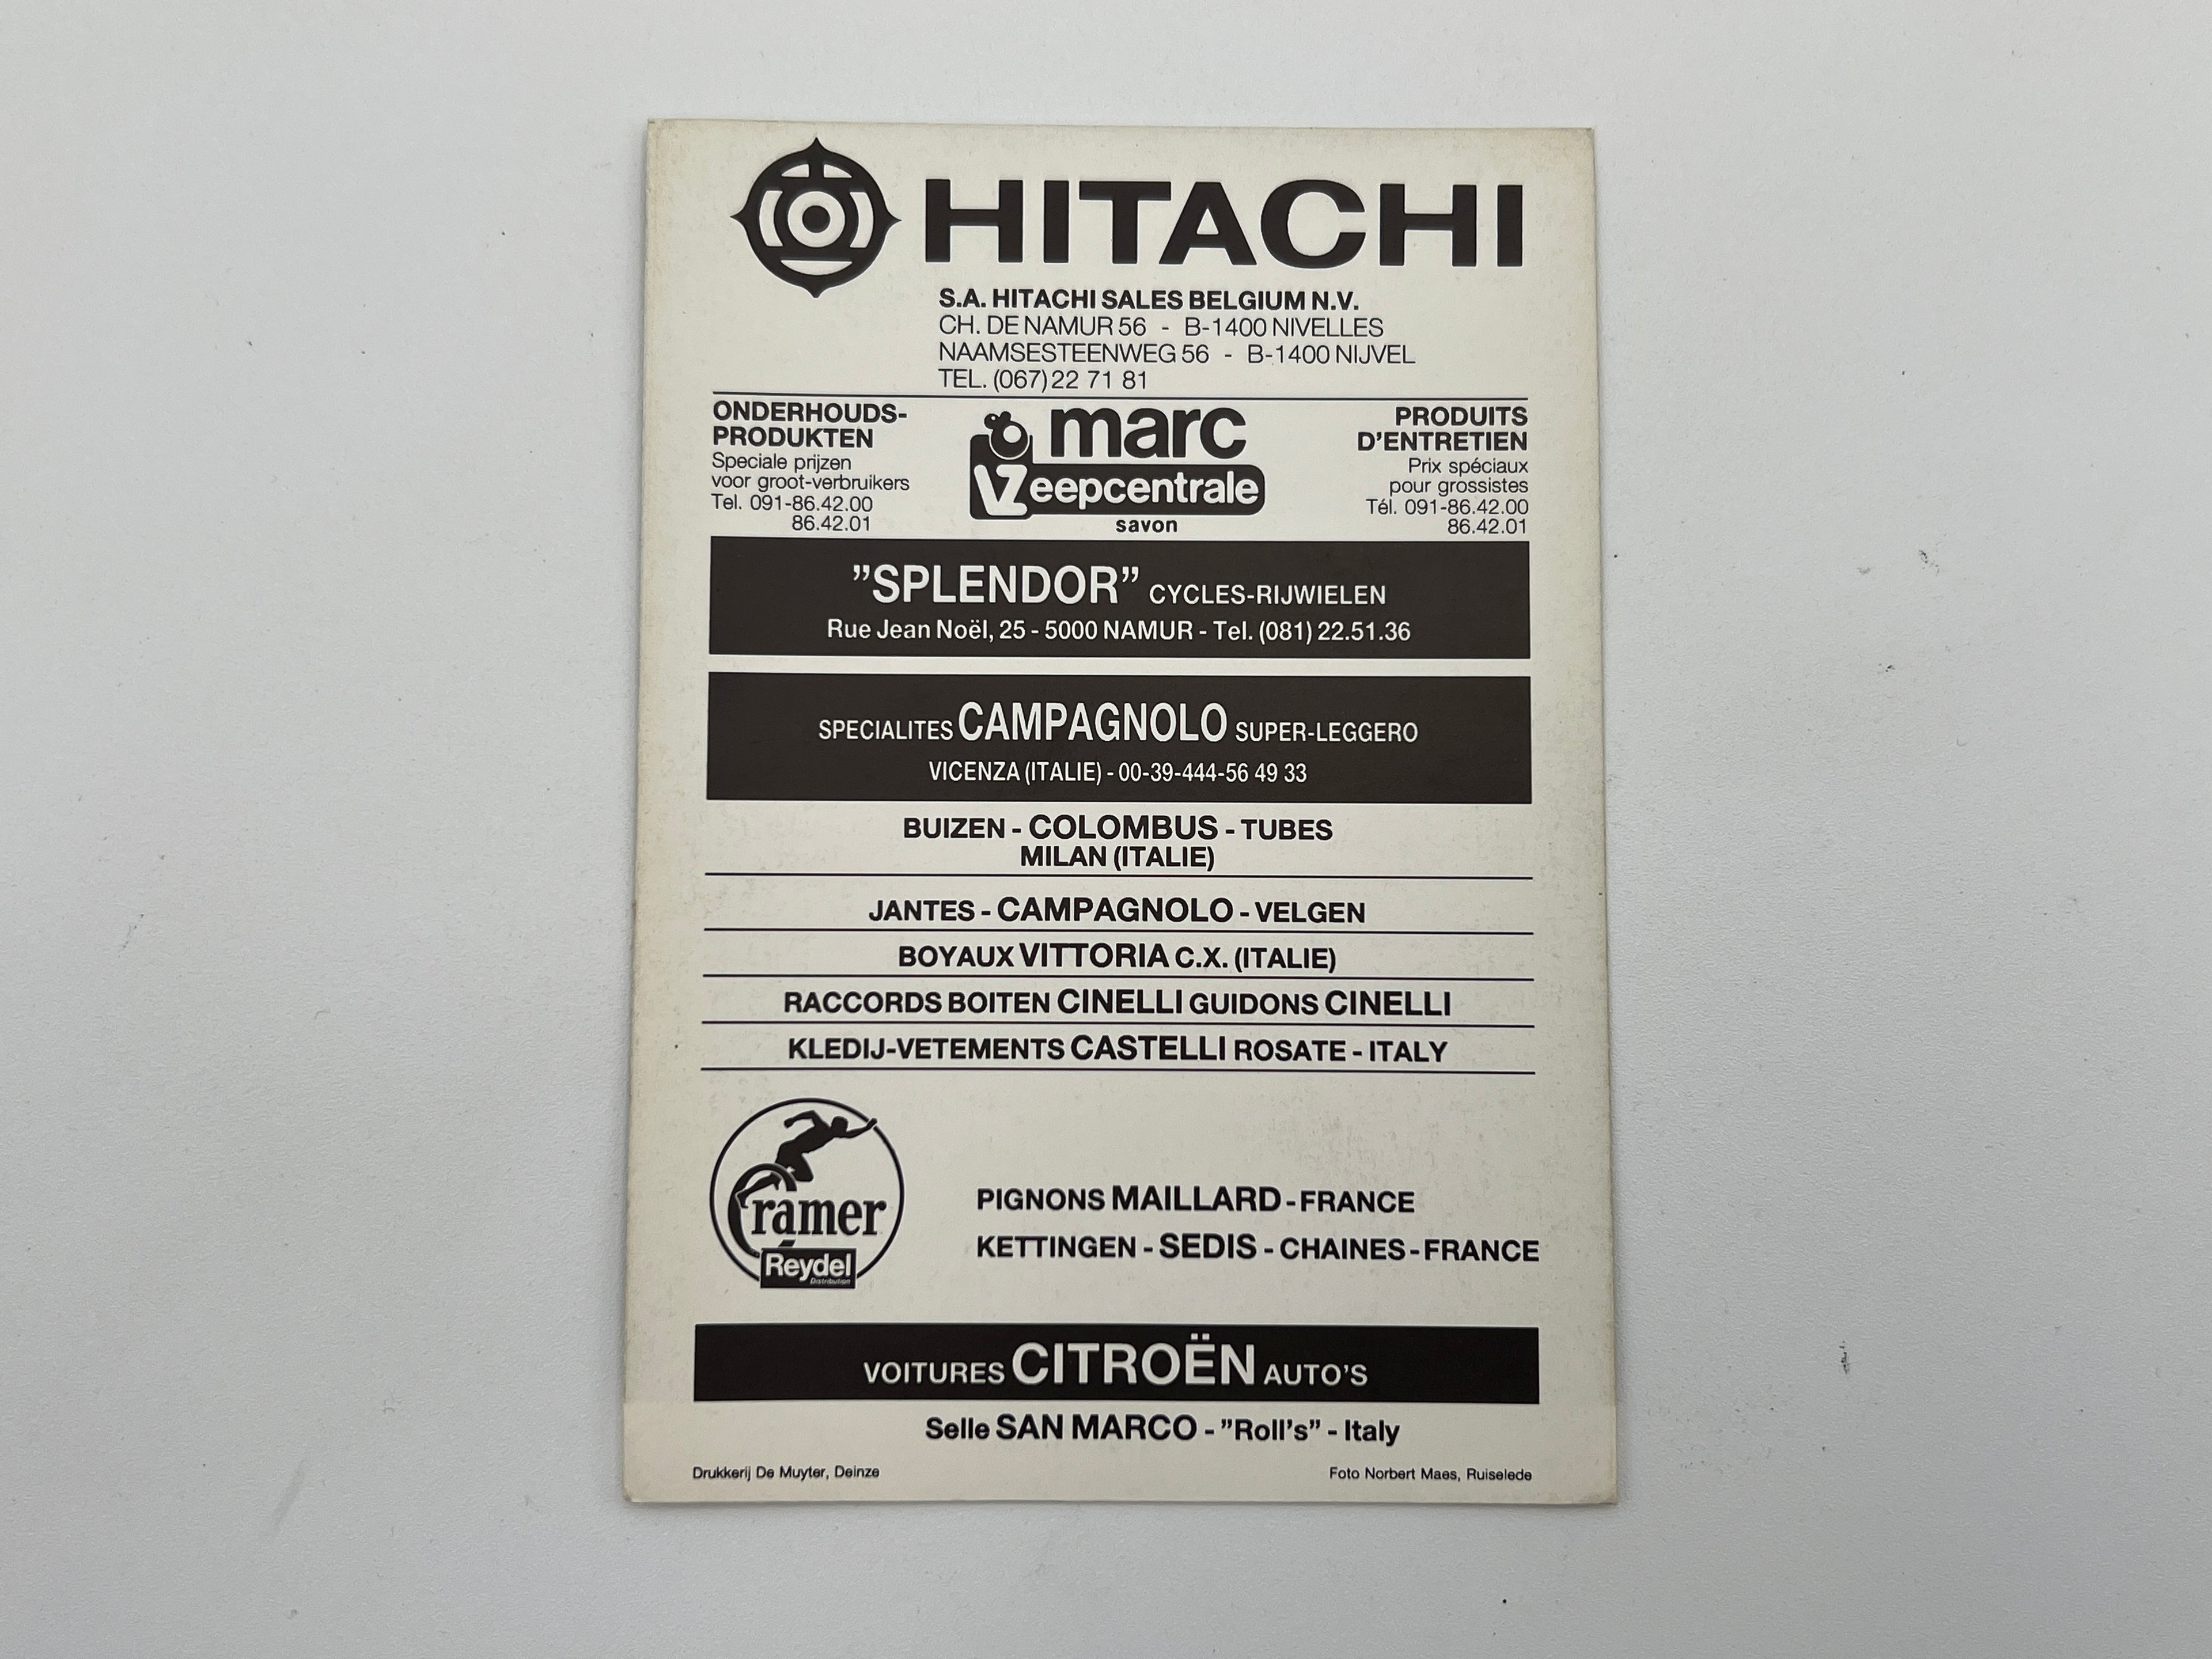 HITACHI
S.A. HITACHI SALES BELGIUM N.V.
CH. DE NAMUR 56 - B-1400 NIVELLES
NAAMSESTEENWEG 56 - B-1400 NIJVEL
TEL. (067) 22 71 81
ONDERHOUDS-
PRODUKTEN
Speciale prijzen
voor groot-verbruikers
Tel. 091-86.42.00
86.42.01
marc
VZeepcentrale
savon
PRODUITS
D'ENTRETIEN
Prix spéciaux
pour grossistes
Tél. 091-86.42.00
86.42.01
"SPLENDOR" CYCLES-RIJWIELEN
Rue Jean Noël, 25 - 5000 NAMUR - Tel. (081) 22.51.36
SPECIALITES CAMPAGNOLO SUPER-LEGGERO
VICENZA (ITALIE) - 00-39-444-56 49 33
BUIZEN - COLOMBUS - TUBES
MILAN (ITALIE)
JANTES - CAMPAGNOLO - VELGEN
BOYAUX VITTORIA C.X. (ITALIE)
RACCORDS BOITEN CINELLI GUIDONS CINELLI
KLEDIJ-VETEMENTS CASTELLI ROSATE - ITALY
Cramer
Reydel
Distribution
PIGNONS MAILLARD - FRANCE
KETTINGEN - SEDIS - CHAINES - FRANCE
VOITURES CITROËN AUTO'S
Selle SAN MARCO - "Roll's" - Italy
Drukkerij De Muyter, Deinze
Foto Norbert Maes, Ruiselede